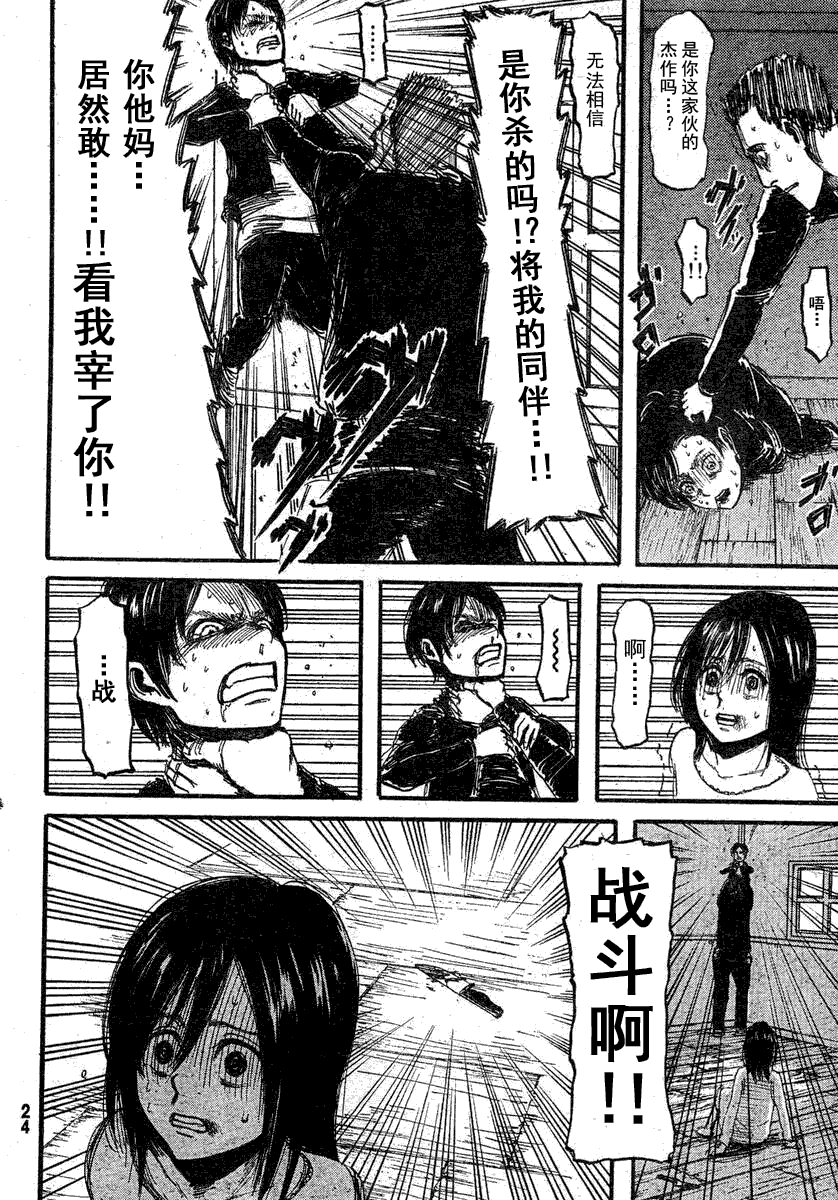 是你这家伙的
杰作吗…?
唔…
…!!
无法相信
是你杀的吗!?将我的同伴…!!
……
你他妈…
居然敢……!!看我宰了你!!
啊……
…战
战斗啊!!
24